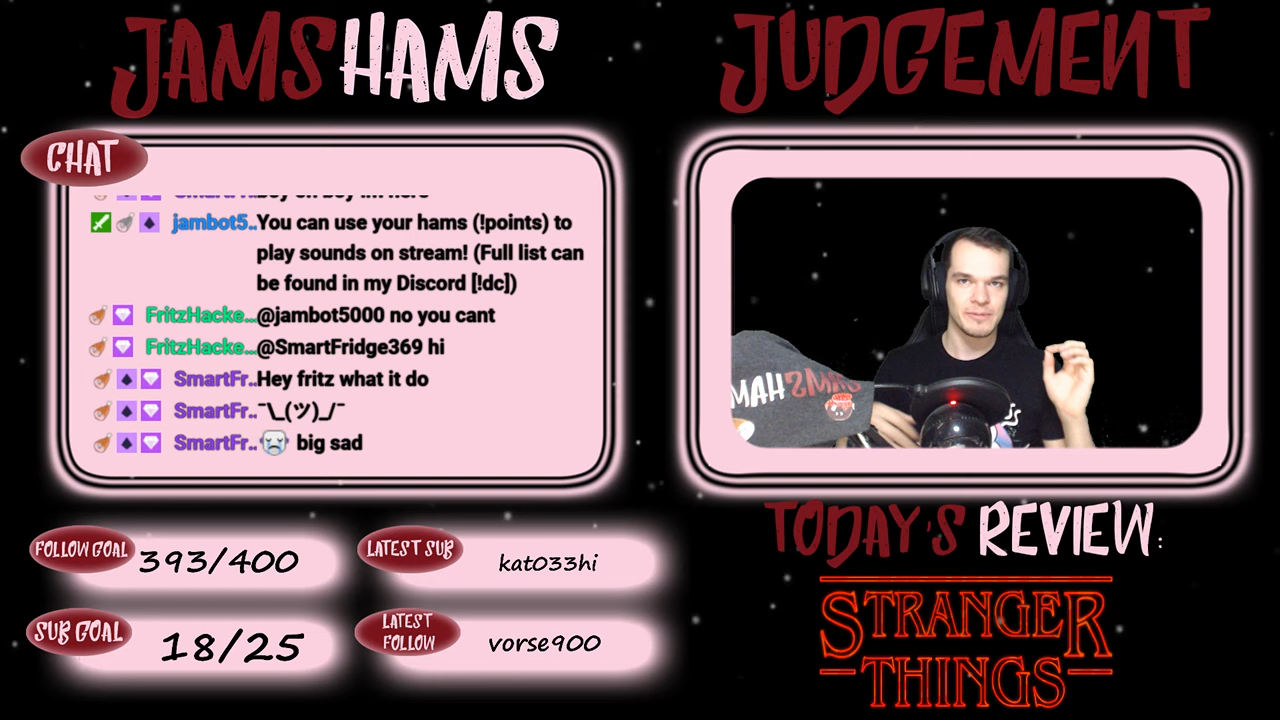 JAMSHAMS
JUDGEMENT
CHAT
jambot5..You can use your hams (!points) to
play sounds on stream! (Full list can
be found in my Discord [!dc])
FritzHacke...@jambot5000 no you cant
FritzHacke...@SmartFridge369 hi
SmartFr..Hey fritz what it do
SmartFr..¯\_(ツ)_/¯
SmartFr.. big sad
HAMSMAJ
TODAY'S REVIEW:
STRANGER
THINGS
FOLLOW GOAL 393/400
LATEST SUB kat033hi
SUB GOAL 18/25
LATEST
FOLLOW
vorse900